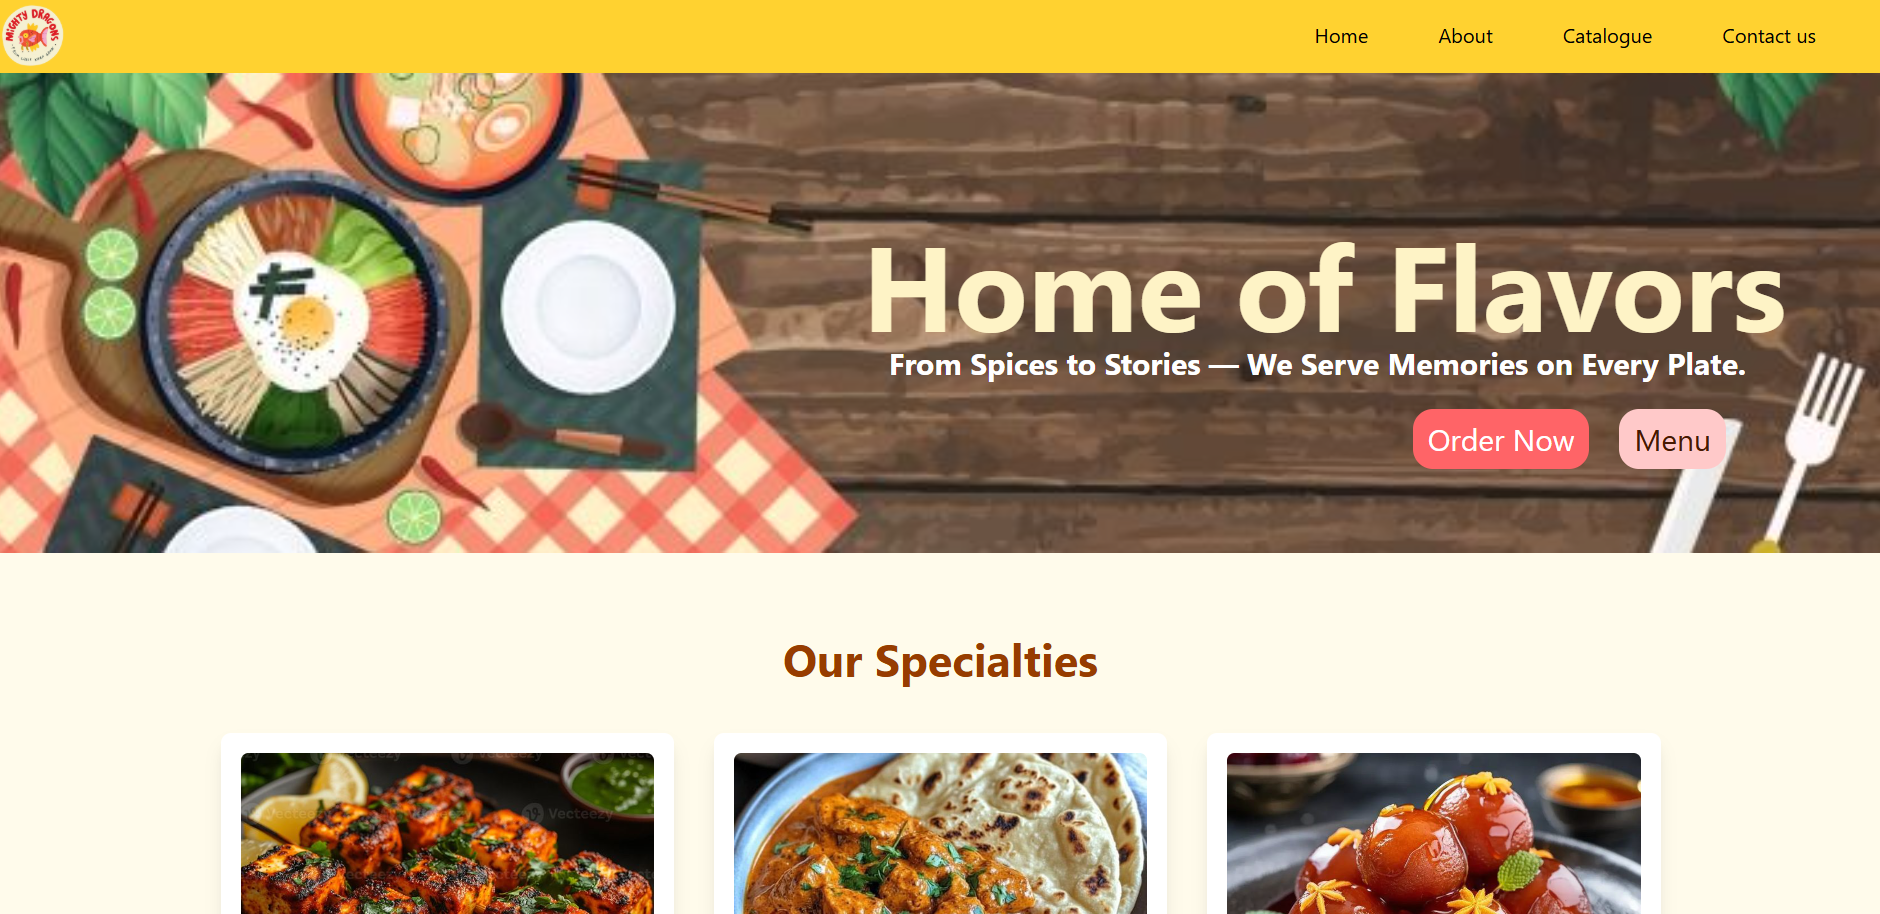 MIGHTY DRAGONS
Home
About
Catalogue
Contact us
Home of Flavors
From Spices to Stories — We Serve Memories on Every Plate.
Order Now
Menu
Our Specialties
Vecteezy